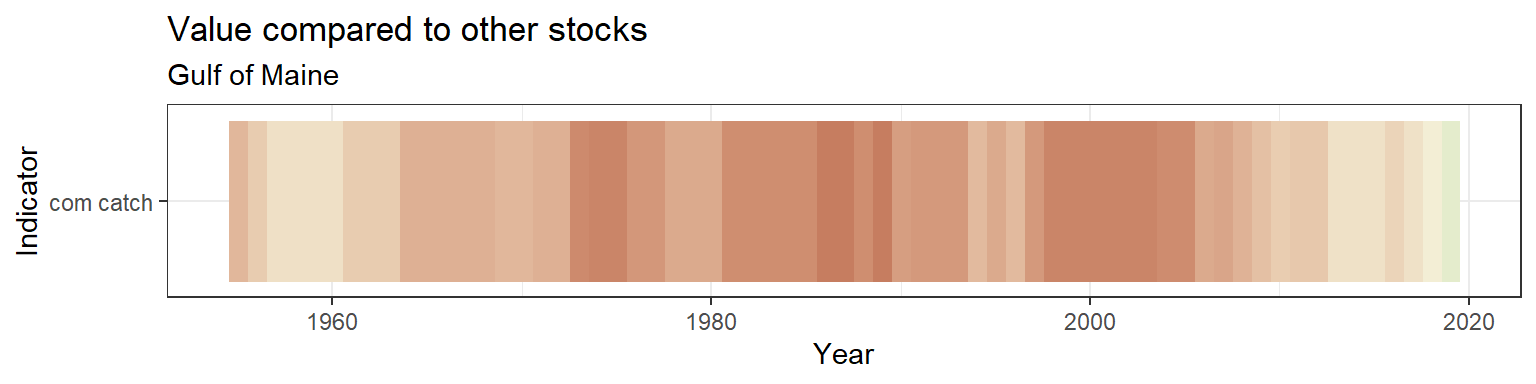 Value compared to other stocks
Gulf of Maine
Indicator
com catch
1960 1980 2000 2020
Year